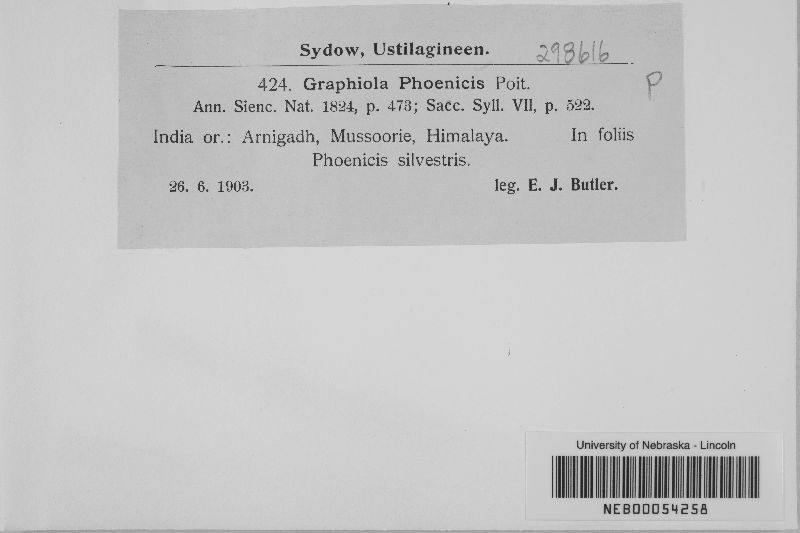 Sydow, Ustilagineen. 298616
424. Graphiola Phoenicis Poit. P
Ann. Sienc. Nat. 1824, p. 473; Sacc. Syll. VII, p. 522.
India or.: Arnigadh, Mussoorie, Himalaya. In foliis
Phoenicis silvestris.
26. 6. 1903. leg. E. J. Butler.
University of Nebraska - Lincoln
NEB00054258